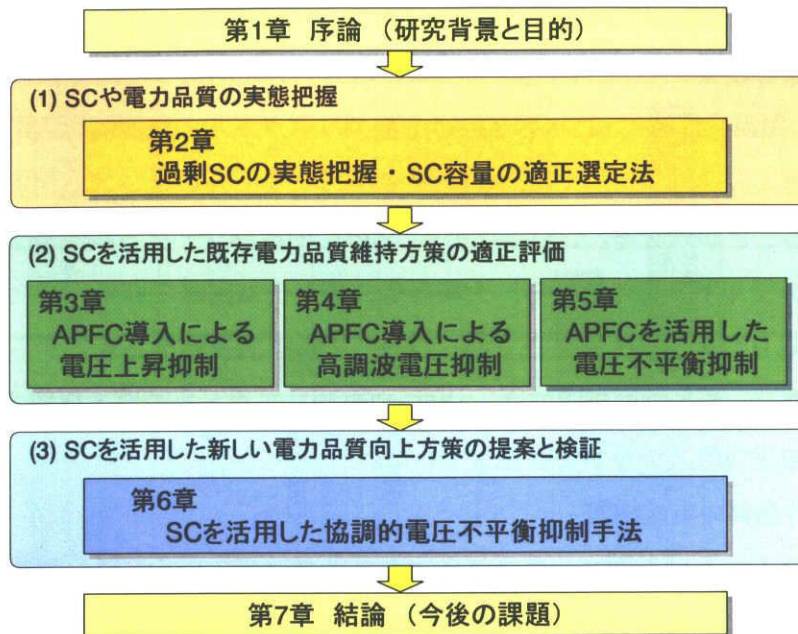 第1章 序論 (研究背景と目的)
(1) SCや電力品質の実態把握
第2章
過剰SCの実態把握・SC容量の適正選定法
(2) SCを活用した既存電力品質維持方策の適正評価
第3章
APFC導入による
電圧上昇抑制
第4章
APFC導入による
高調波電圧抑制
第5章
APFCを活用した
電圧不平衡抑制
(3) SCを活用した新しい電力品質向上方策の提案と検証
第6章
SCを活用した協調的電圧不平衡抑制手法
第7章 結論 (今後の課題)